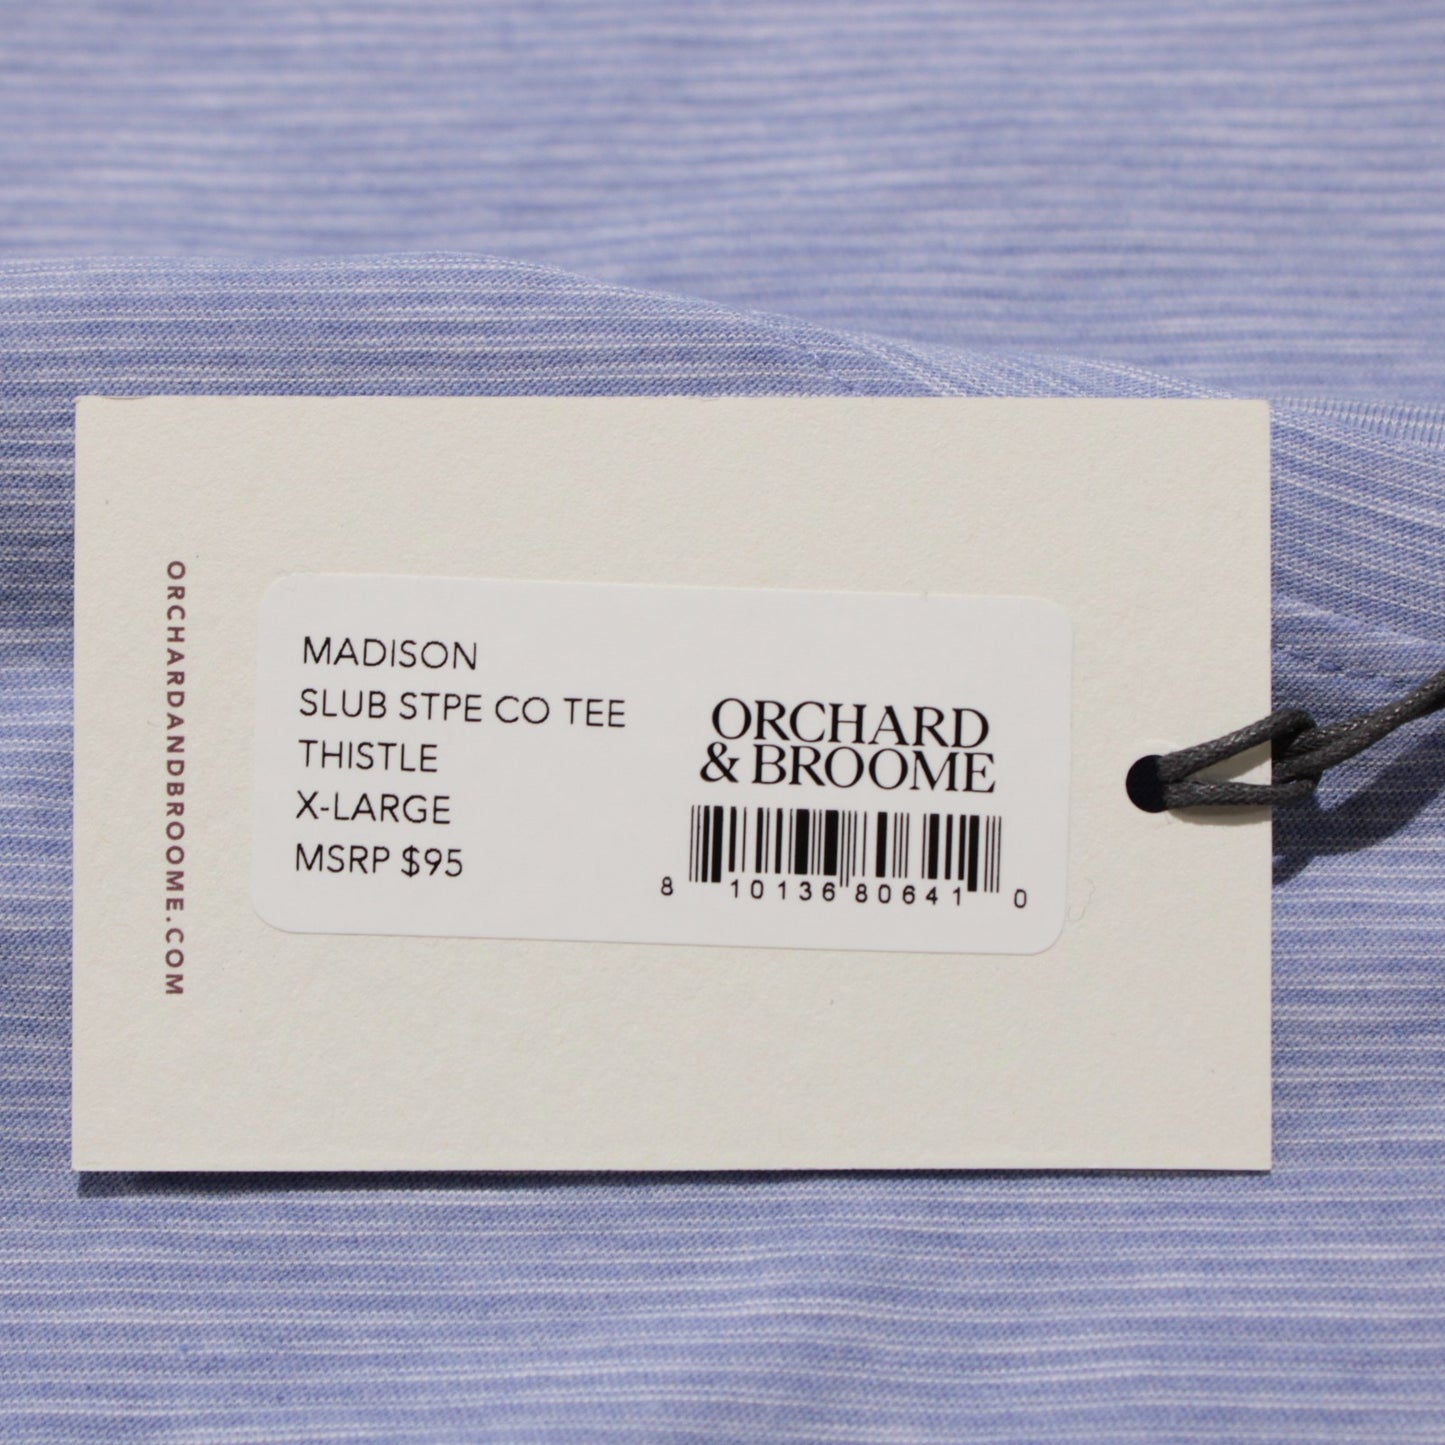 ORCHARDANDBROOME.COM
MADISON
SLUB STPE CO TEE
THISTLE
X-LARGE
MSRP $95
ORCHARD
& BROOME
8 10136 80641 0